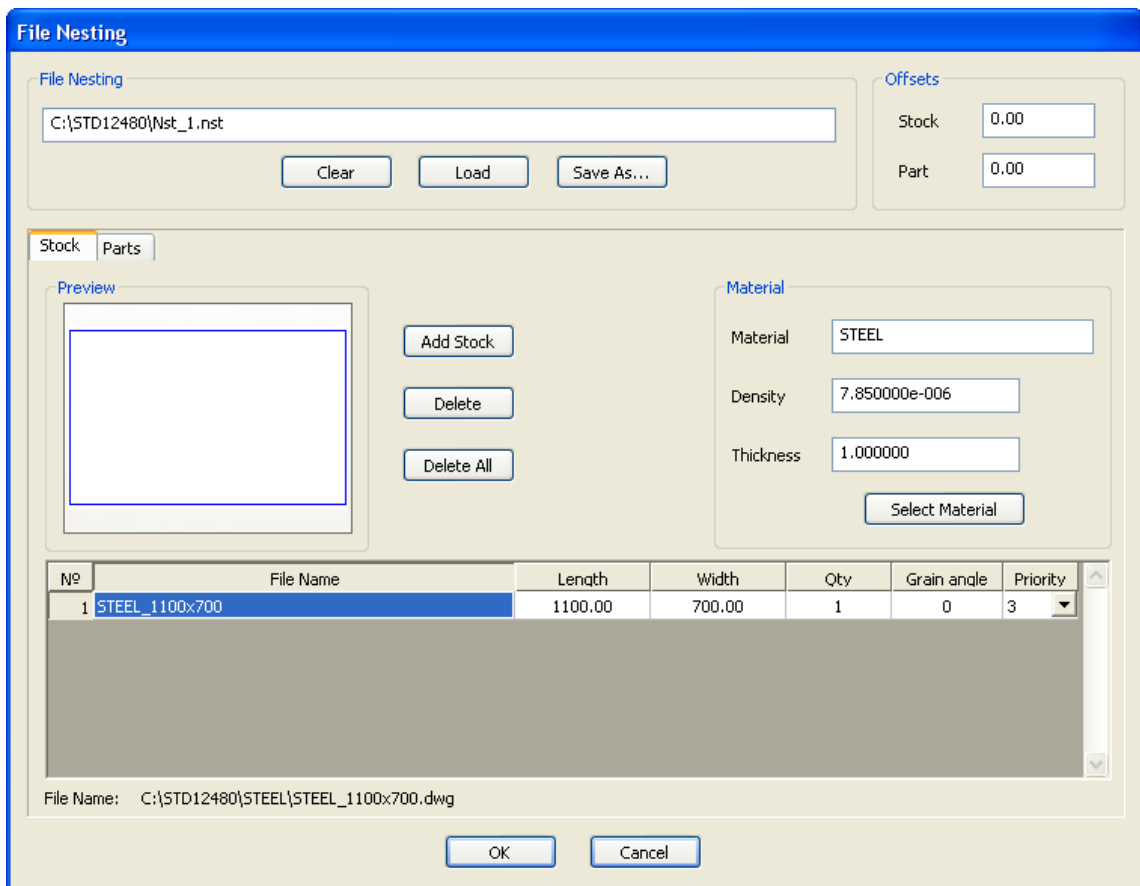 File Nesting
File Nesting
Offsets
C:\STD12480\Nst_1.nst
Stock 0.00
Clear Load Save As...
Part 0.00
Stock Parts
Preview
Material
Add Stock
Material STEEL
Delete
Density 7.850000e-006
Delete All
Thickness 1.000000
Select Material
Nº File Name Length Width Qty Grain angle Priority
1 STEEL_1100x700 1100.00 700.00 1 0 3
File Name: C:\STD12480\STEEL\STEEL_1100x700.dwg
OK Cancel